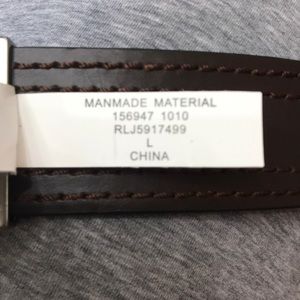 MANMADE MATERIAL
156947 1010
RLJ5917499
L
CHINA